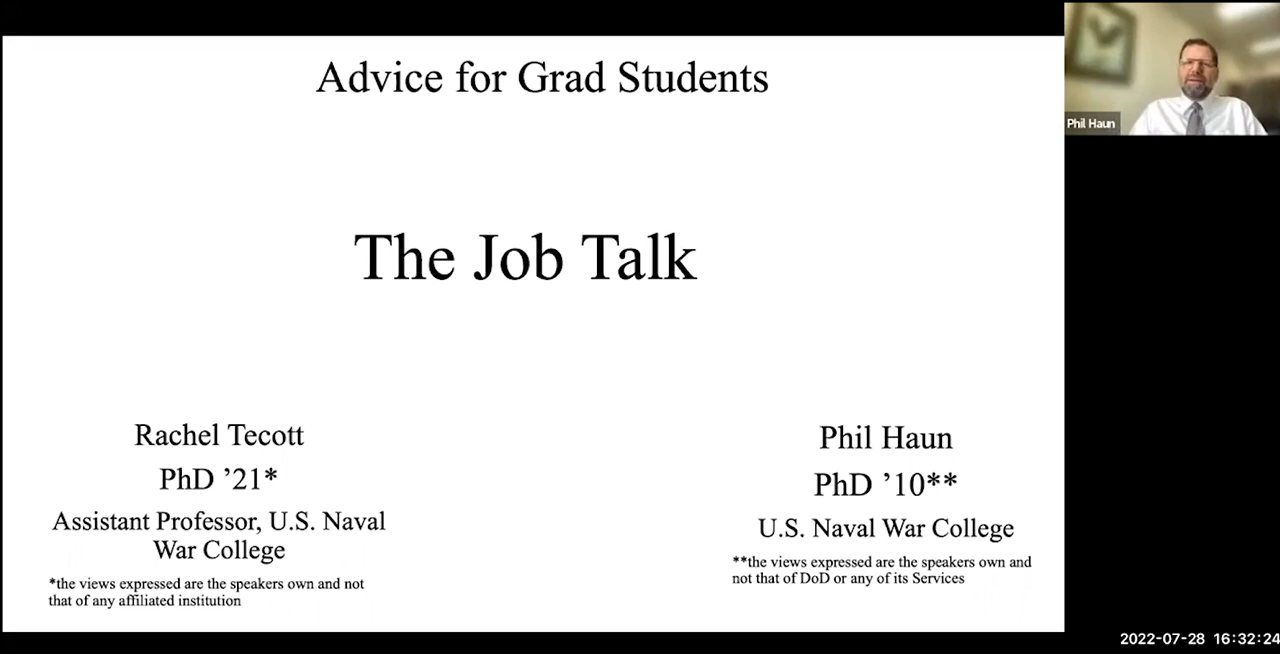 Advice for Grad Students
Phil Haun
The Job Talk
Rachel Tecott
PhD ’21*
Assistant Professor, U.S. Naval
War College
*the views expressed are the speakers own and not
that of any affiliated institution
Phil Haun
PhD ’10**
U.S. Naval War College
**the views expressed are the speakers own and
not that of DoD or any of its Services
2022-07-28 16:32:24